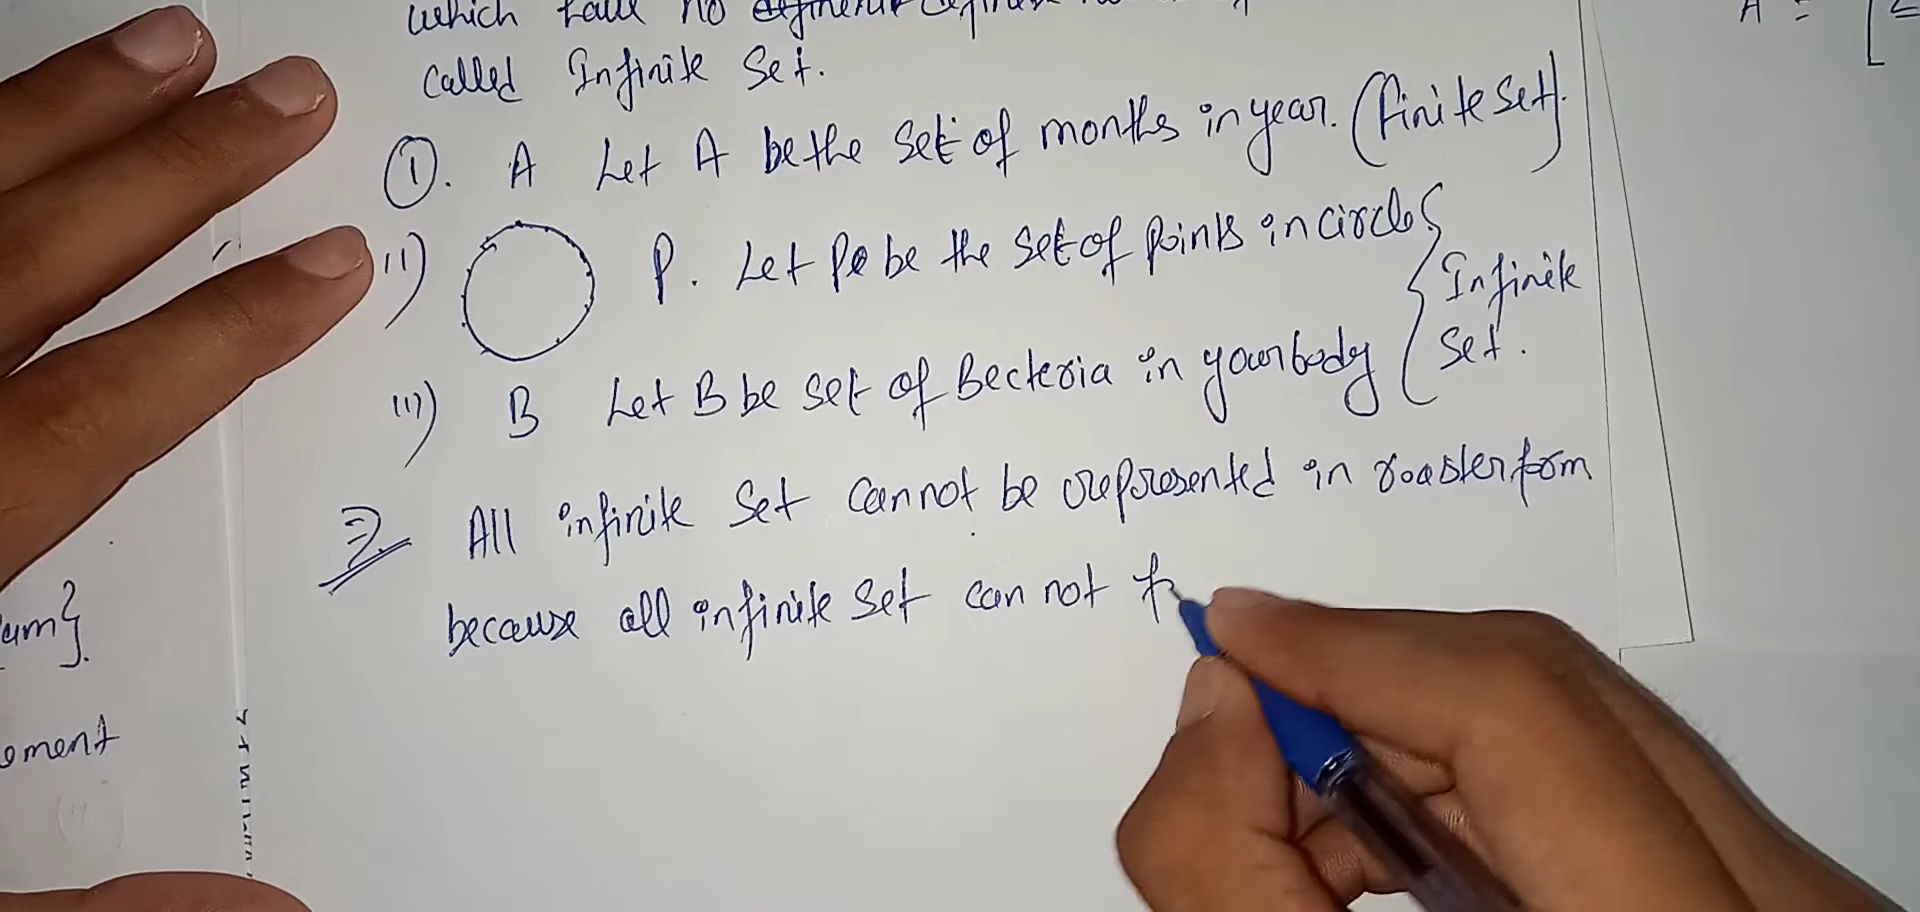 which have no
called Infinite Set.
①. A Let A be the set of months in year. (finite set).
ii) P. Let P be the set of points in circle
Infinite
Set.
iii) B Let B be set of Becteria in your body
All infinite Set Cannot be represented in roaster form
because all infinite Set can not
um}.
ement
A = [